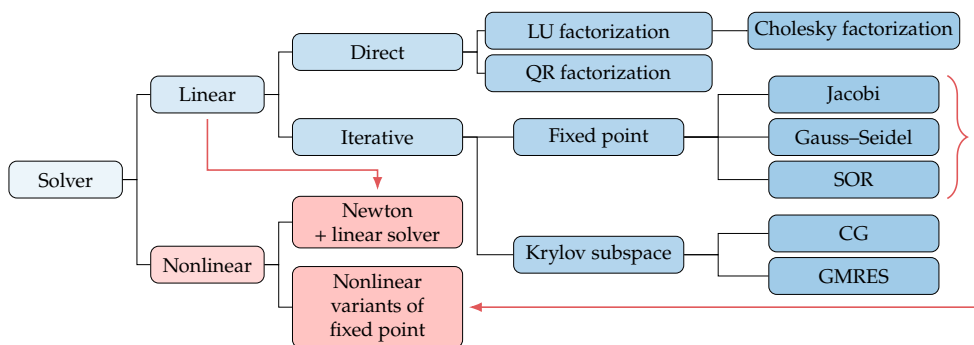 Solver
Linear
Nonlinear
Direct
Iterative
LU factorization
QR factorization
Cholesky factorization
Fixed point
Jacobi
Gauss–Seidel
SOR
Krylov subspace
CG
GMRES
Newton
+ linear solver
Nonlinear
variants of
fixed point